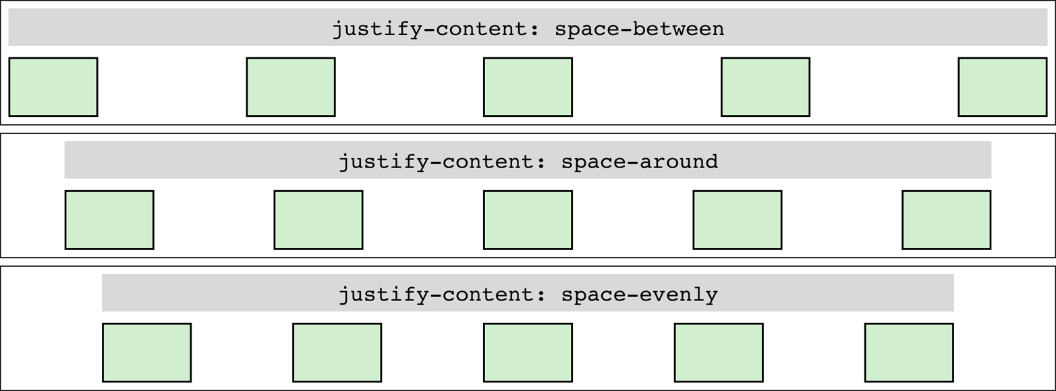 justify-content: space-between
justify-content: space-around
justify-content: space-evenly